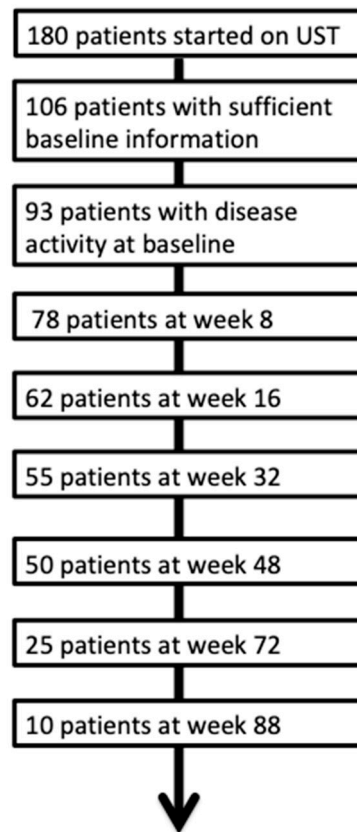 180 patients started on UST
106 patients with sufficient
baseline information
93 patients with disease
activity at baseline
78 patients at week 8
62 patients at week 16
55 patients at week 32
50 patients at week 48
25 patients at week 72
10 patients at week 88